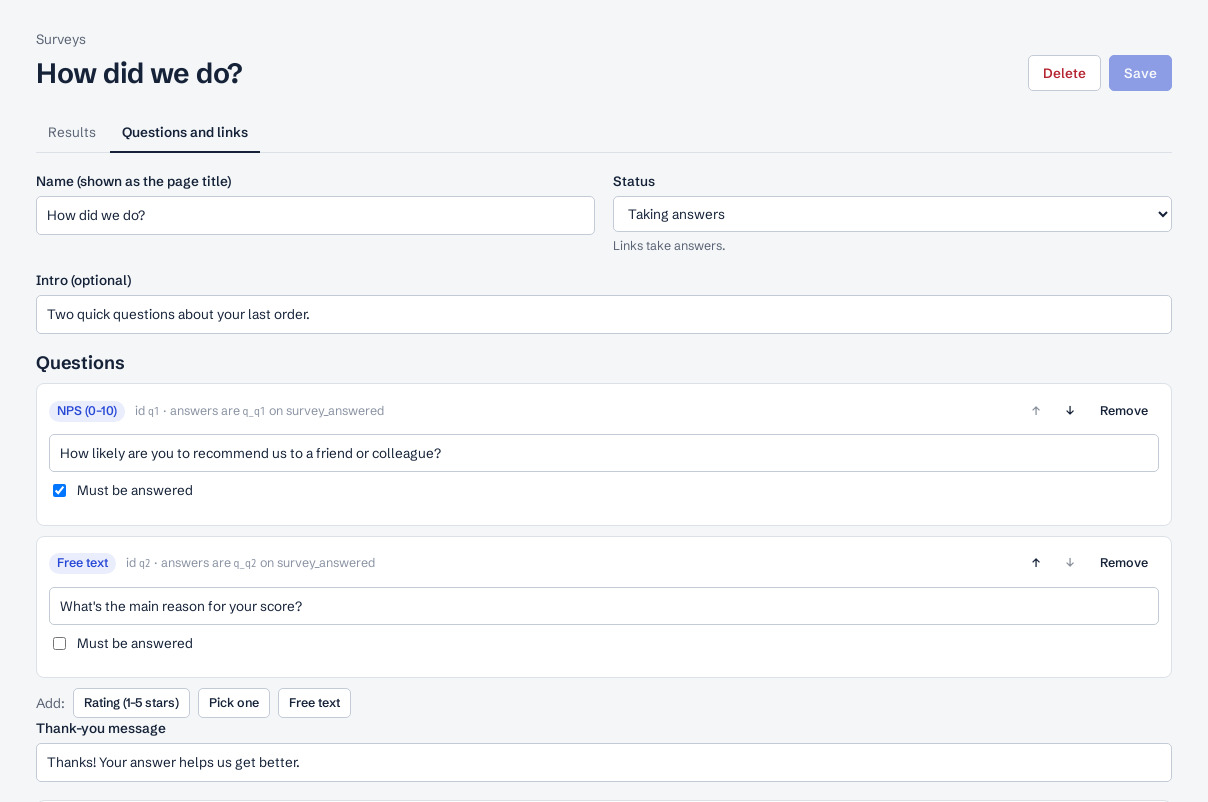 Surveys
How did we do?
Delete
Save
Results
Questions and links
Name (shown as the page title)
Status
How did we do?
Taking answers
Links take answers.
Intro (optional)
Two quick questions about your last order.
Questions
NPS (0-10) id q1 · answers are q_q1 on survey_answered ↑ ↓ Remove
How likely are you to recommend us to a friend or colleague?
Must be answered
Free text id q2 · answers are q_q2 on survey_answered ↑ ↓ Remove
What's the main reason for your score?
Must be answered
Add: Rating (1-5 stars) Pick one Free text
Thank-you message
Thanks! Your answer helps us get better.